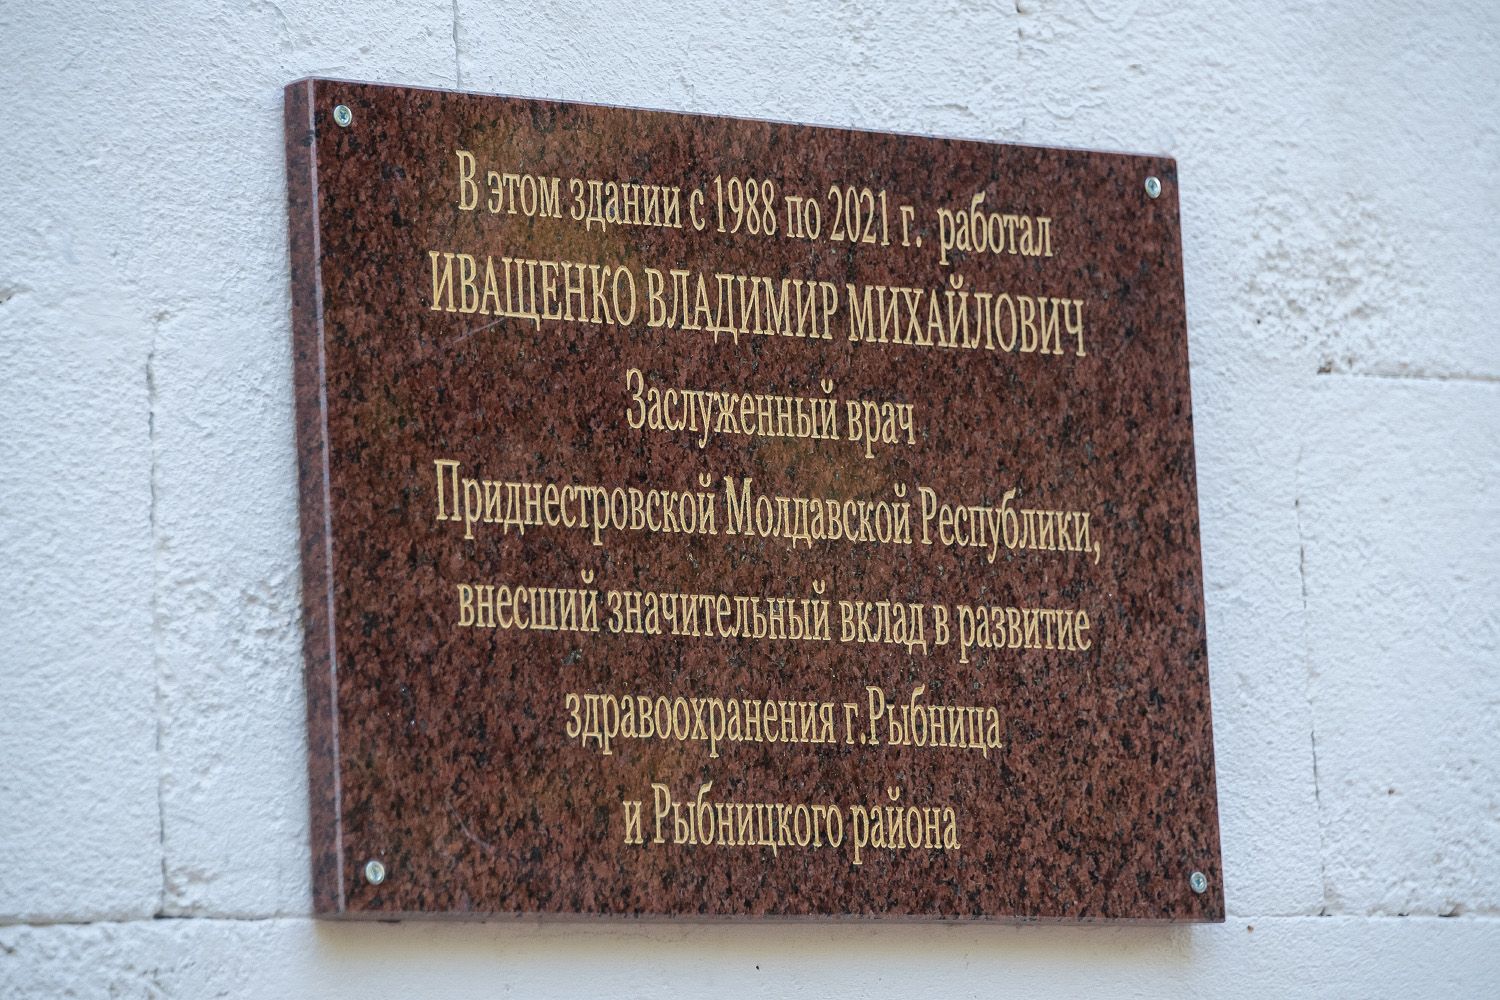 В этом здании с 1988 по 2021 г. работал
ИВАЩЕНКО ВЛАДИМИР МИХАЙЛОВИЧ
Заслуженный врач
Приднестровской Молдавской Республики,
внесший значительный вклад в развитие
здравоохранения г.Рыбница
и Рыбницкого района